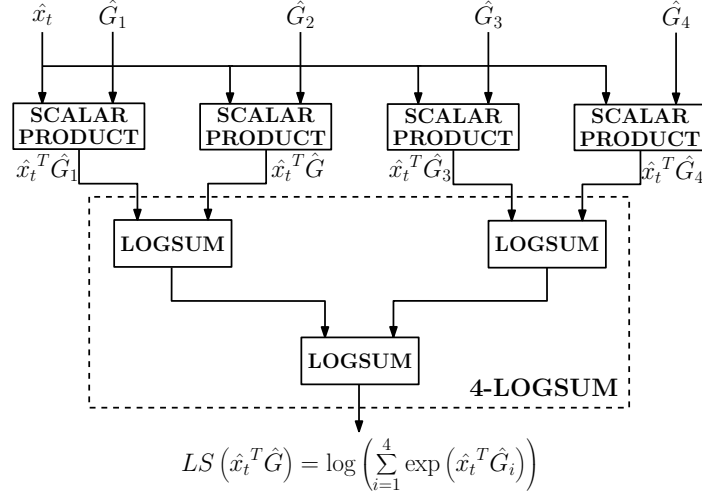 x̂_t Ĝ_1 Ĝ_2 Ĝ_3 Ĝ_4
SCALAR PRODUCT
SCALAR PRODUCT
SCALAR PRODUCT
SCALAR PRODUCT
x̂_t^T Ĝ_1 x̂_t^T Ĝ x̂_t^T Ĝ_3 x̂_t^T Ĝ_4
LOGSUM LOGSUM
LOGSUM
4-LOGSUM
LS (x̂_t^T Ĝ) = log ( ∑_{i=1}^{4} exp (x̂_t^T Ĝ_i) )